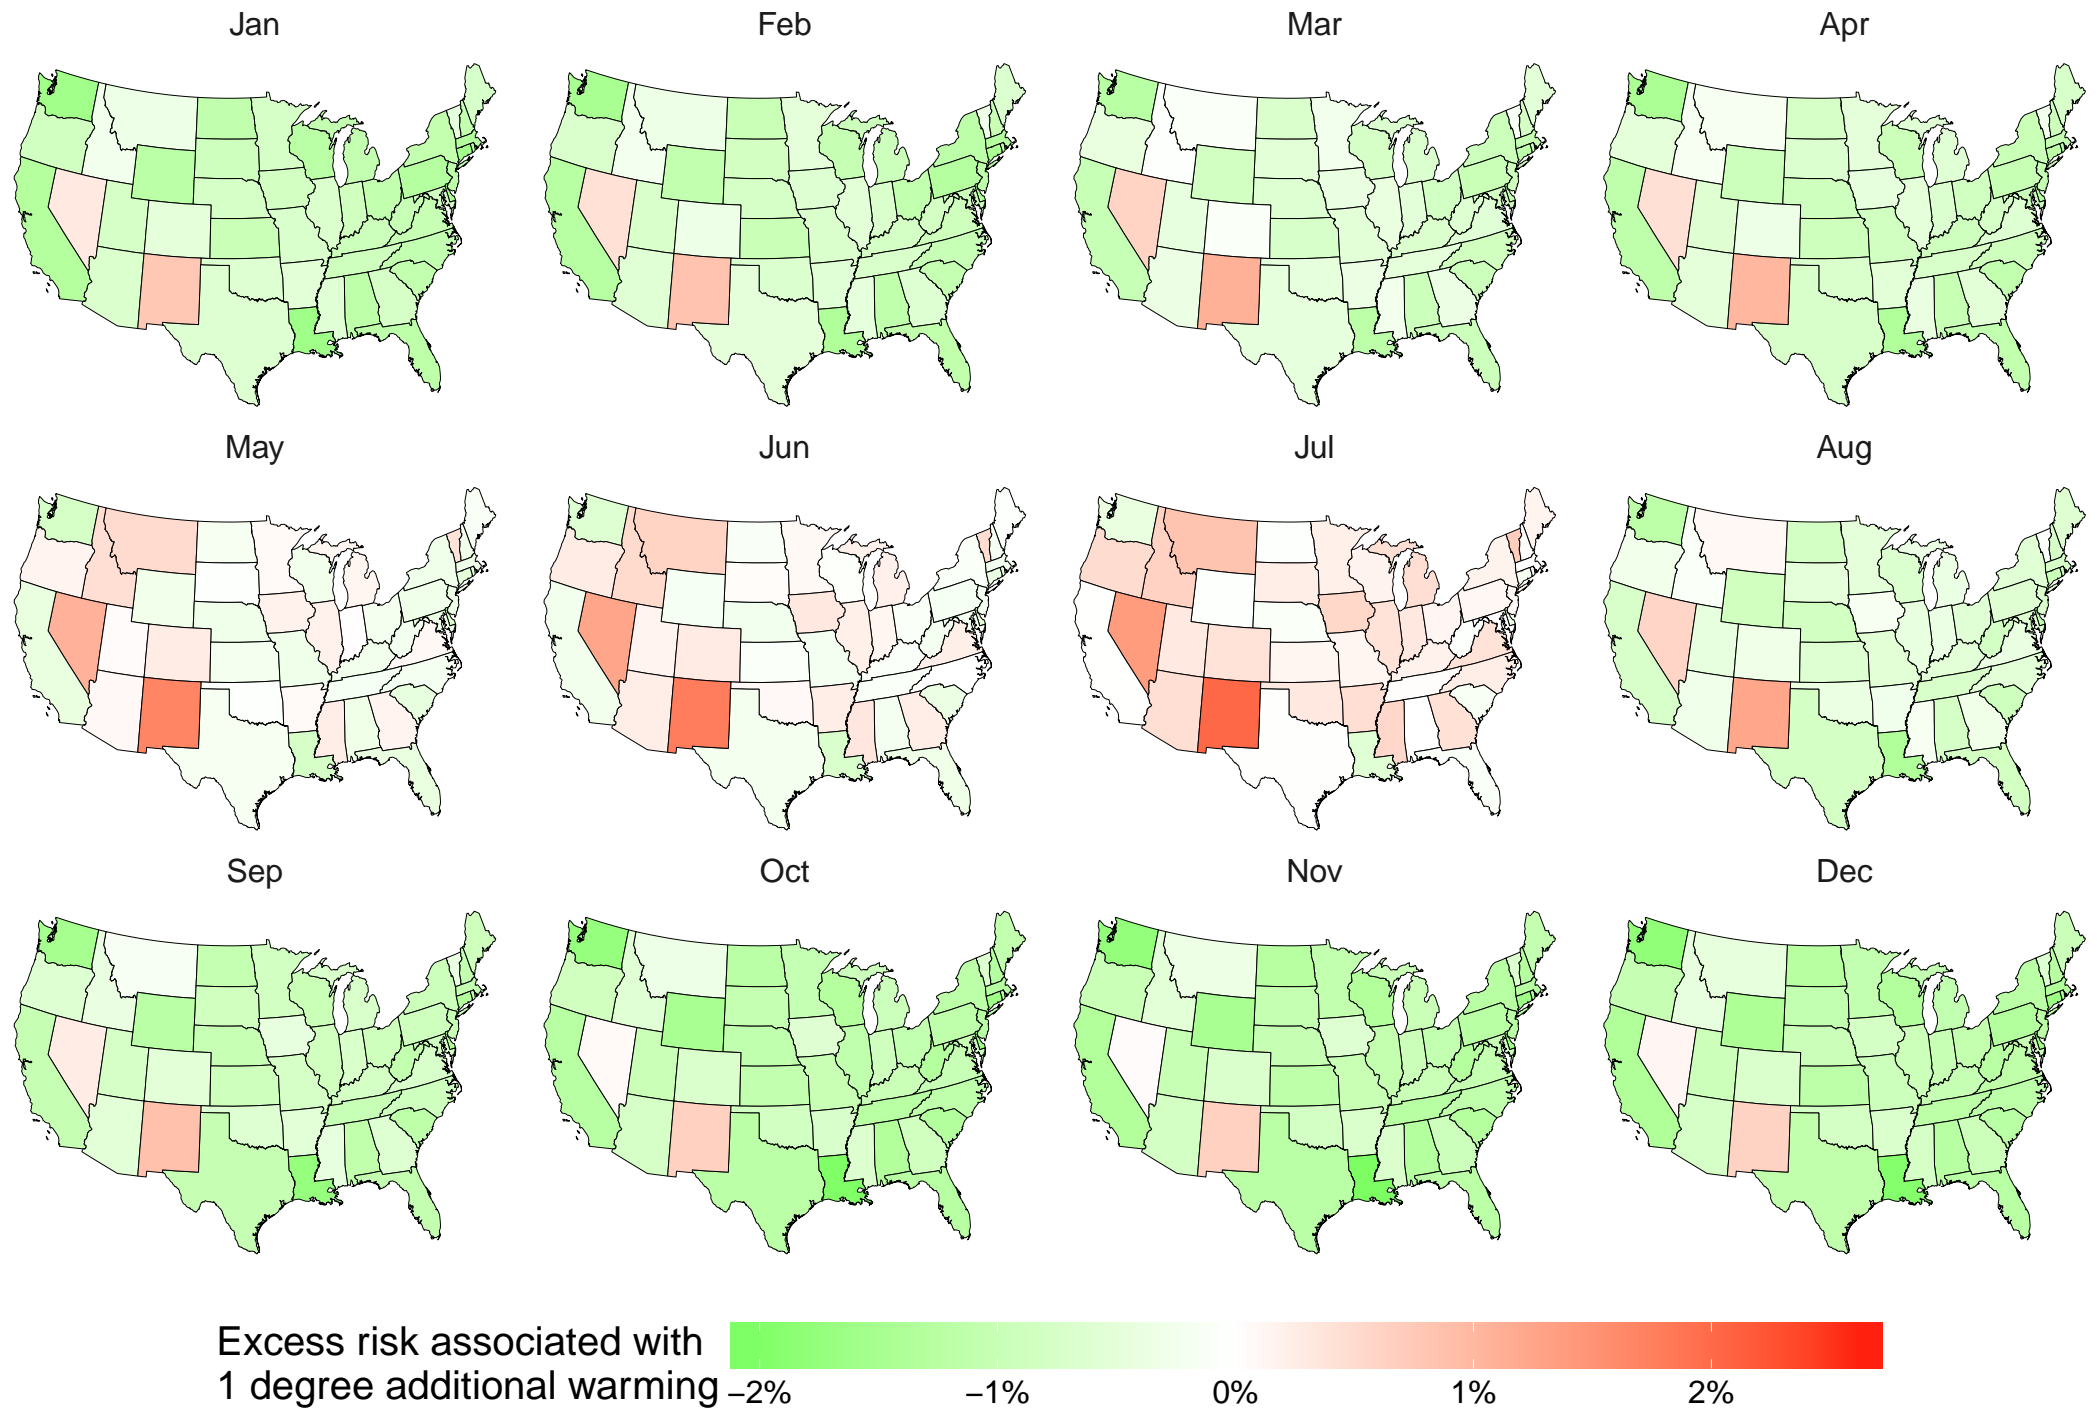 Jan Feb Mar Apr
May Jun Jul Aug
Sep Oct Nov Dec
Excess risk associated with
1 degree additional warming
−2% −1% 0% 1% 2%